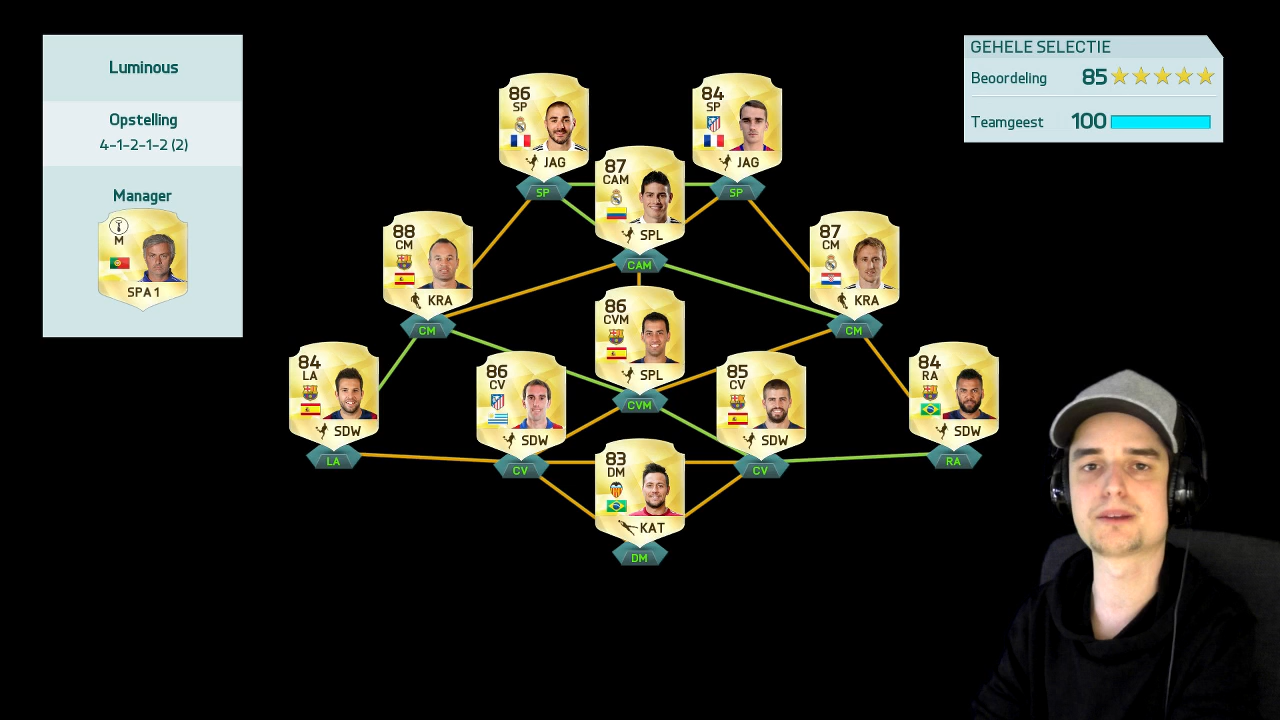 Luminous
Opstelling
4-1-2-1-2 (2)
Manager
M
SPA 1
GEHELE SELECTIE
Beoordeling 85
Teamgeest 100
86
SP
JAG
SP
84
SP
JAG
SP
87
CAM
SPL
CAM
88
CM
KRA
CM
87
CM
KRA
CM
86
CVM
SPL
CVM
84
LA
SDW
LA
86
CV
SDW
CV
85
CV
SDW
CV
84
RA
SDW
RA
83
DM
KAT
DM